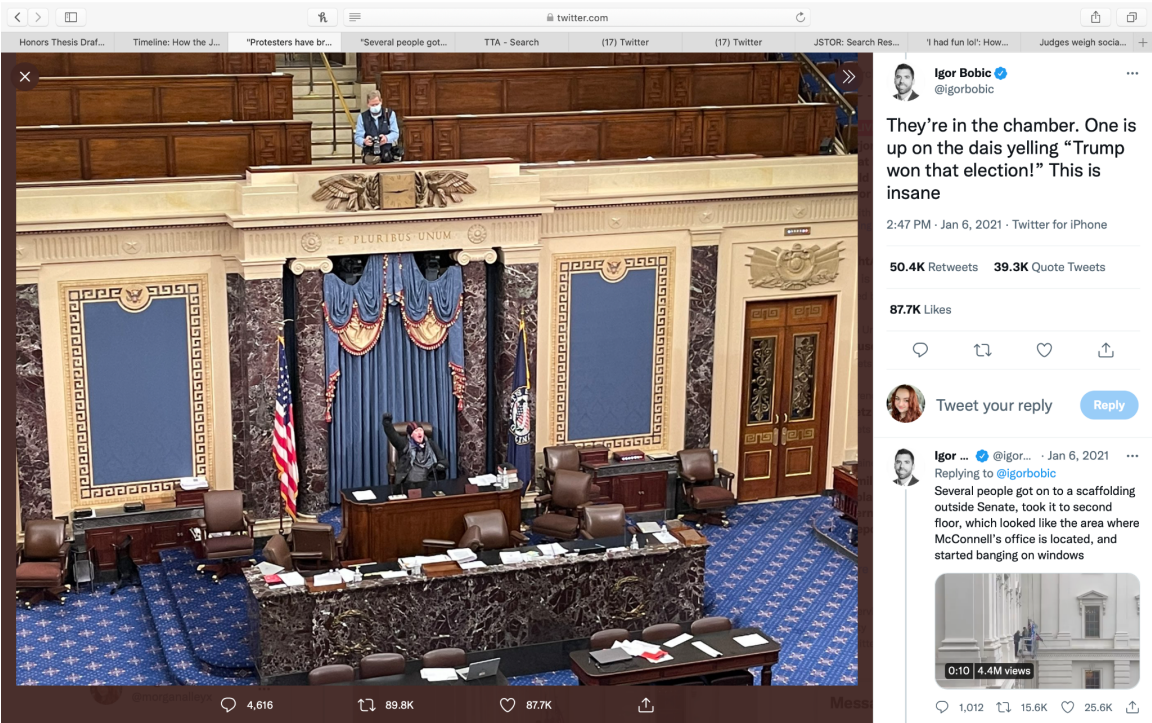 twitter.com
Honors Thesis Draf...
Timeline: How the J...
"Protesters have br...
"Several people got...
TTA - Search
(17) Twitter
(17) Twitter
JSTOR: Search Res...
'I had fun lol': How...
Judges weigh socia...
E PLURIBUS UNUM
4,616
89.8K
87.7K
Igor Bobic
@igorbobic
They're in the chamber. One is
up on the dais yelling “Trump
won that election!” This is
insane
2:47 PM · Jan 6, 2021 · Twitter for iPhone
50.4K Retweets 39.3K Quote Tweets
87.7K Likes
Tweet your reply
Reply
Igor ... @igor... · Jan 6, 2021
Replying to @igorbobic
Several people got on to a scaffolding
outside Senate, took it to second
floor, which looked like the area where
McConnell's office is located, and
started banging on windows
0:10 4.4M views
1,012 15.6K 25.6K